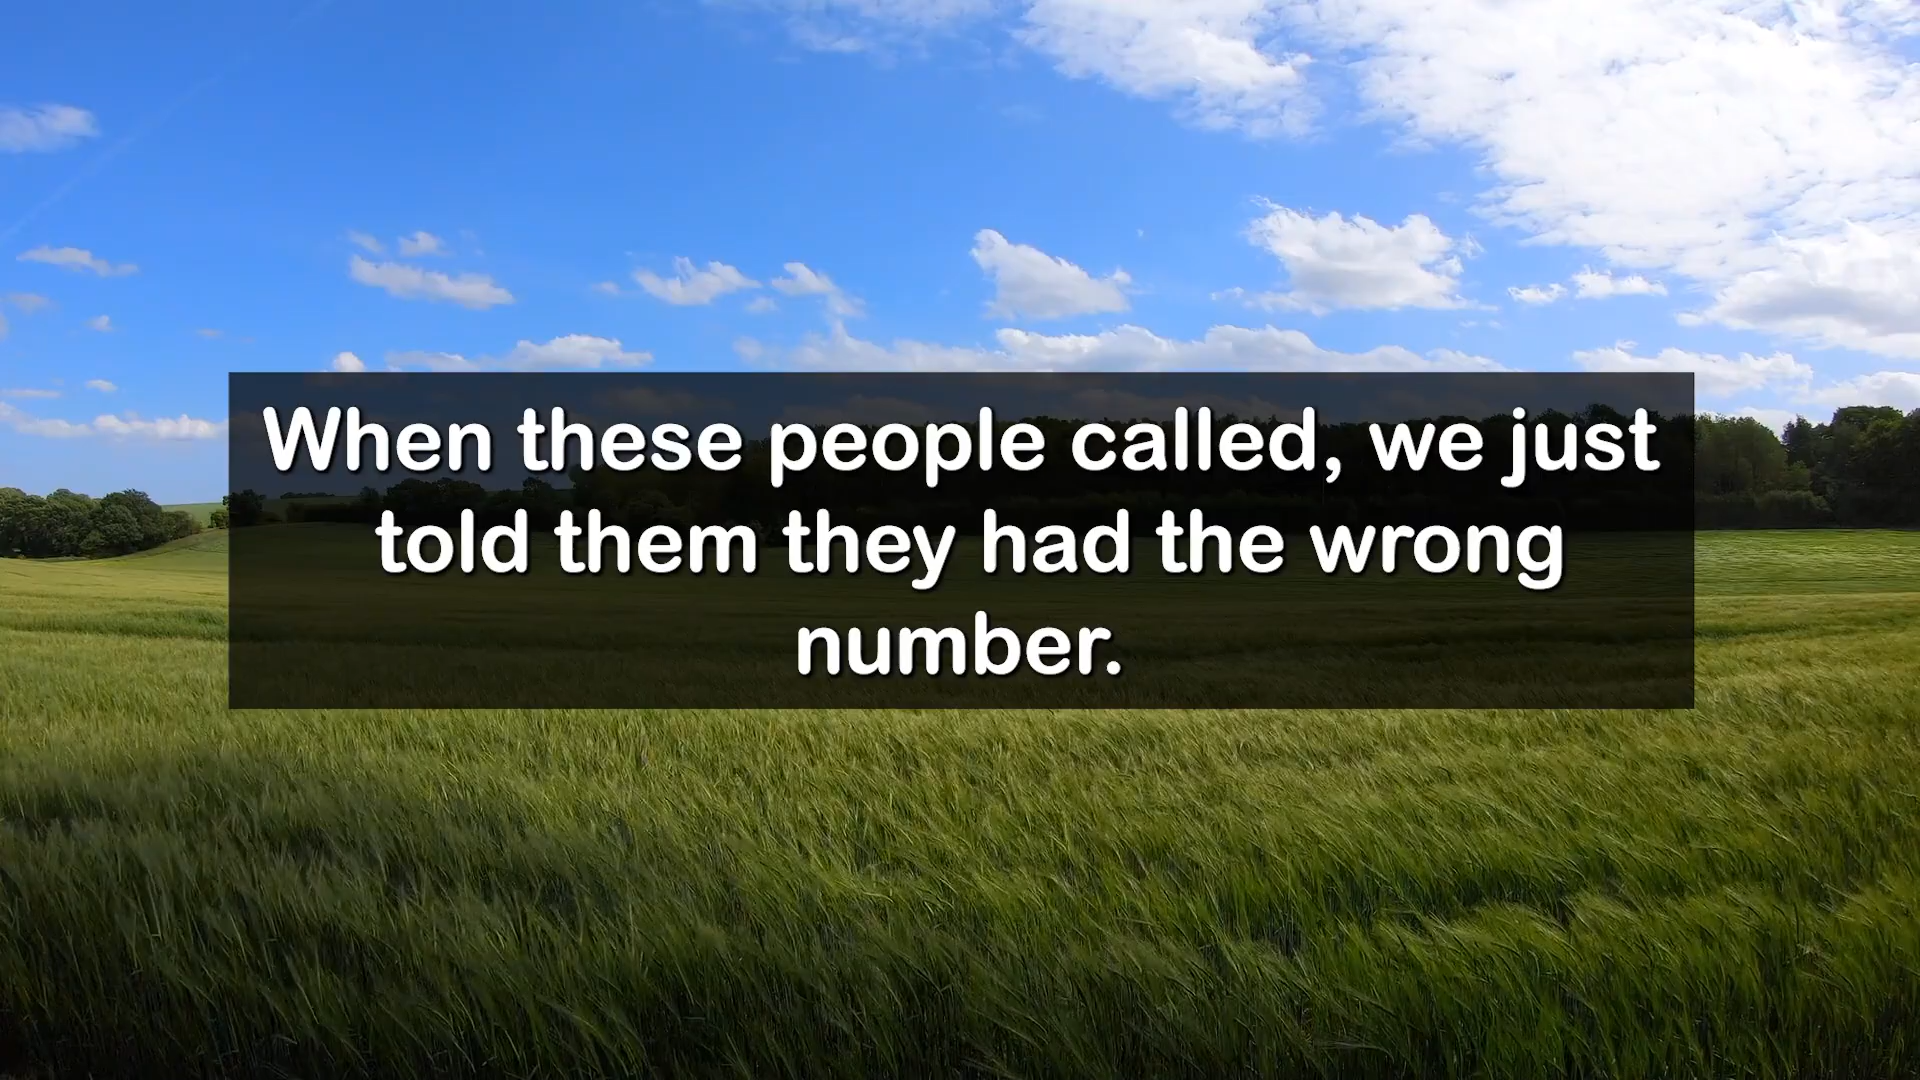 When these people called, we just
told them they had the wrong
number.